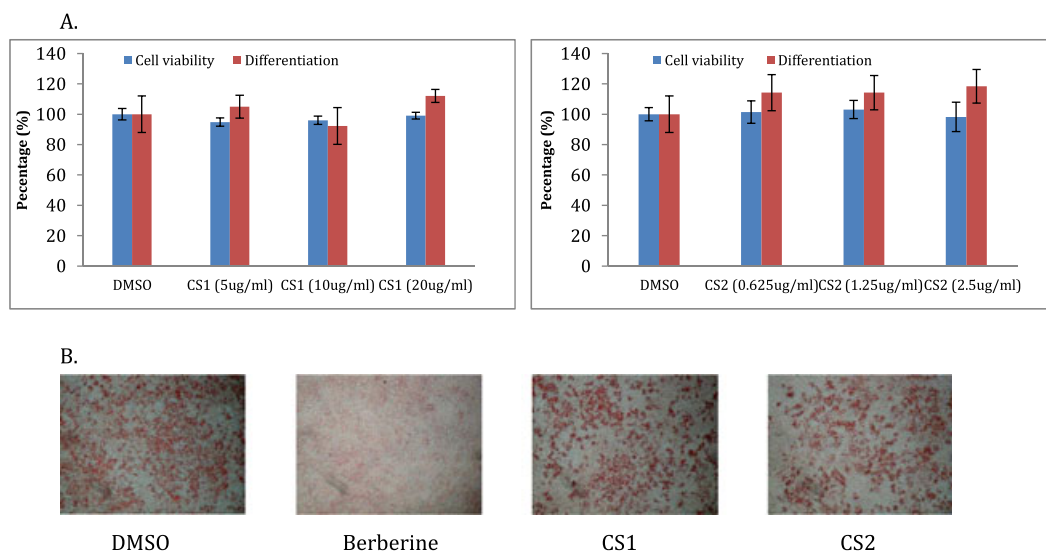 A.
Cell viability Differentiation
Pecentage (%)
140
120
100
80
60
40
20
0
DMSO CS1 (5ug/ml) CS1 (10ug/ml) CS1 (20ug/ml)
Cell viability Differentiation
Pecentage (%)
140
120
100
80
60
40
20
0
DMSO CS2 (0.625ug/ml) CS2 (1.25ug/ml) CS2 (2.5ug/ml)
B.
DMSO Berberine CS1 CS2